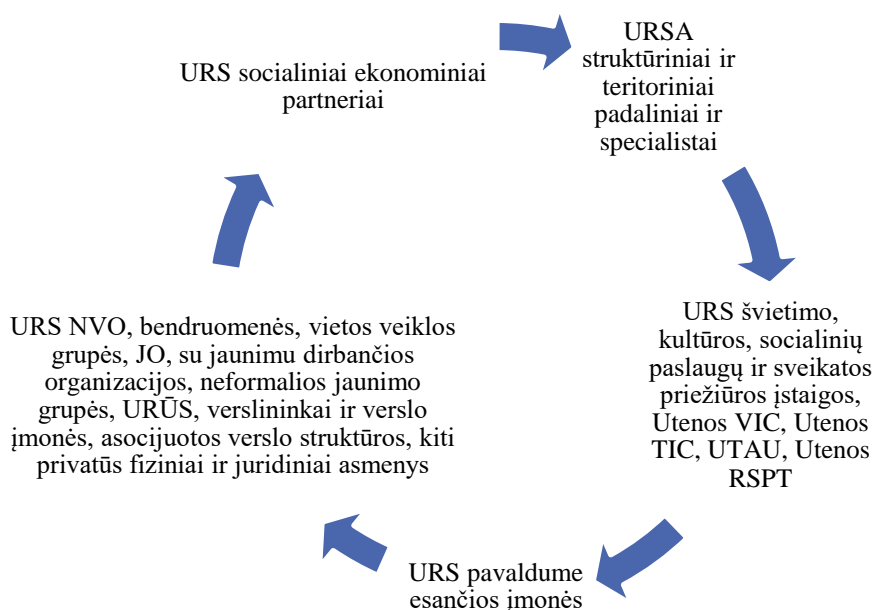 URS socialiniai ekonominiai
partneriai
URSA
struktūriniai ir
teritoriniai
padaliniai ir
specialistai
URS švietimo,
kultūros, socialinių
paslaugų ir sveikatos
priežiūros įstaigos,
Utenos VIC, Utenos
TIC, UTAU, Utenos
RSPT
URS pavaldume
esančios įmonės
URS NVO, bendruomenės, vietos veiklos
grupės, JO, su jaunimu dirbančios
organizacijos, neformalios jaunimo
grupės, URŪS, verslininkai ir verslo
įmonės, asocijuotos verslo struktūros, kiti
privatūs fiziniai ir juridiniai asmenys